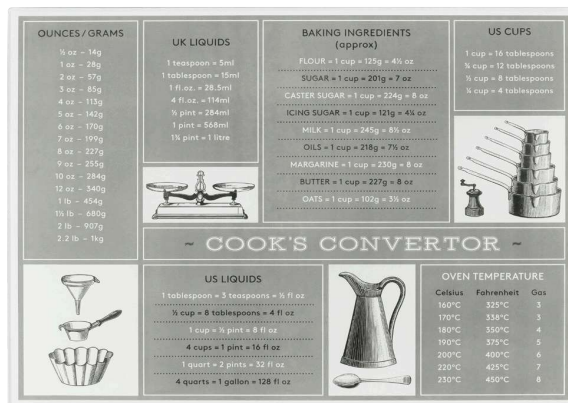 OUNCES / GRAMS
½ oz – 14g
1 oz – 28g
2 oz – 57g
3 oz – 85g
4 oz – 113g
5 oz – 142g
6 oz – 170g
7 oz – 199g
8 oz – 227g
9 oz – 255g
10 oz – 284g
12 oz – 340g
1 lb – 454g
1½ lb – 680g
2 lb – 907g
2.2 lb – 1kg
UK LIQUIDS
1 teaspoon = 5ml
1 tablespoon = 15ml
1 fl.oz. = 28.5ml
4 fl.oz. = 114ml
½ pint = 284ml
1 pint = 568ml
1¾ pint = 1 litre
BAKING INGREDIENTS
(approx)
FLOUR = 1 cup = 125g = 4½ oz
SUGAR = 1 cup = 201g = 7 oz
CASTER SUGAR = 1 cup = 224g = 8 oz
ICING SUGAR = 1 cup = 121g = 4¼ oz
MILK = 1 cup = 245g = 8½ oz
OILS = 1 cup = 218g = 7½ oz
MARGARINE = 1 cup = 230g = 8 oz
BUTTER = 1 cup = 227g = 8 oz
OATS = 1 cup = 102g = 3½ oz
US CUPS
1 cup = 16 tablespoons
¾ cup = 12 tablespoons
½ cup = 8 tablespoons
¼ cup = 4 tablespoons
~ COOK'S CONVERTOR ~
US LIQUIDS
1 tablespoon = 3 teaspoons = ½ fl oz
½ cup = 8 tablespoons = 4 fl oz
1 cup = ½ pint = 8 fl oz
4 cups = 1 pint = 16 fl oz
1 quart = 2 pints = 32 fl oz
4 quarts = 1 gallon = 128 fl oz
OVEN TEMPERATURE
Celsius Fahrenheit Gas
160°C 325°C 3
170°C 338°C 3
180°C 350°C 4
190°C 375°C 5
200°C 400°C 6
220°C 425°C 7
230°C 450°C 8